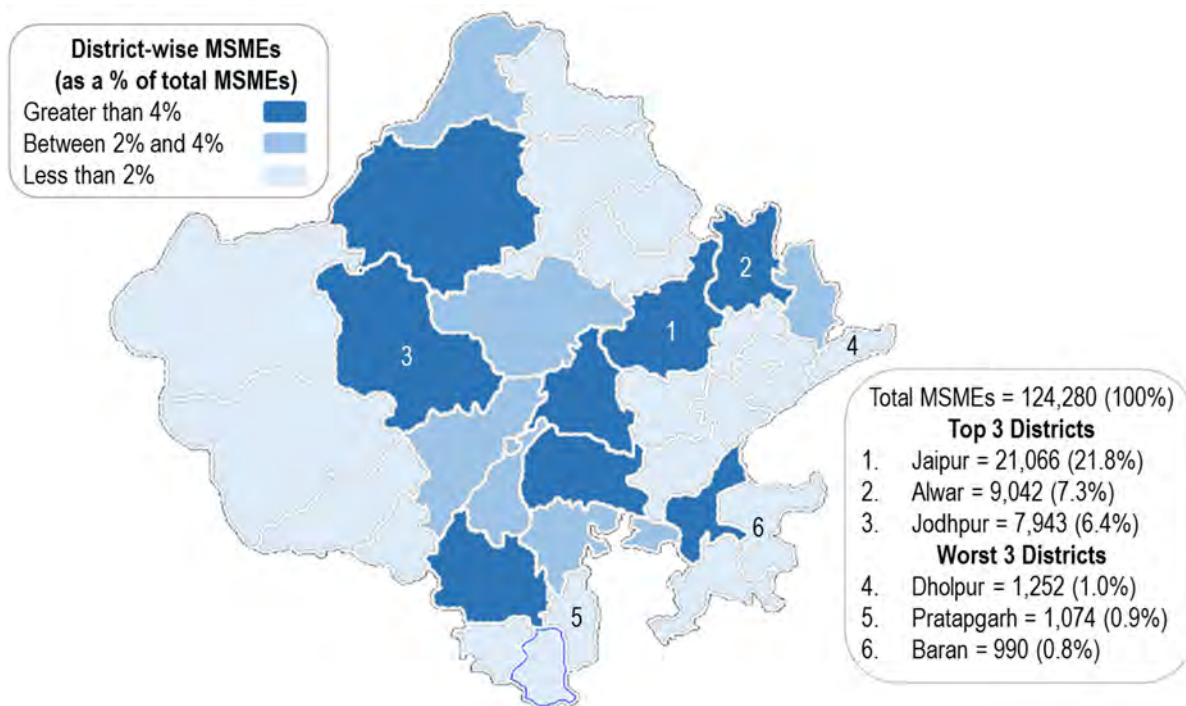 District-wise MSMEs
(as a % of total MSMEs)
Greater than 4%
Between 2% and 4%
Less than 2%
2
1
3
4
6
5
Total MSMEs = 124,280 (100%)
Top 3 Districts
1. Jaipur = 21,066 (21.8%)
2. Alwar = 9,042 (7.3%)
3. Jodhpur = 7,943 (6.4%)
Worst 3 Districts
4. Dholpur = 1,252 (1.0%)
5. Pratapgarh = 1,074 (0.9%)
6. Baran = 990 (0.8%)